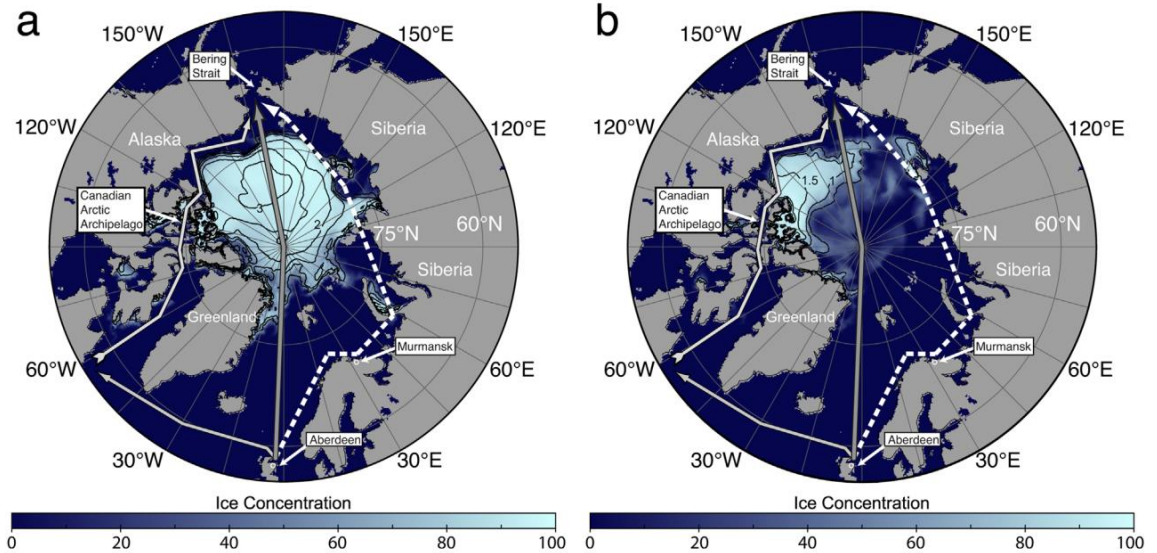 a
150°W
150°E
Bering
Strait
120°W
120°E
Alaska
Siberia
Canadian
Arctic
Archipelago
3
2
60°N
75°N
Siberia
Greenland
Murmansk
60°W
60°E
Aberdeen
30°W
30°E
Ice Concentration
0 20 40 60 80 100
b
150°W
150°E
Bering
Strait
120°W
120°E
Alaska
Siberia
1.5
Canadian
Arctic
Archipelago
60°N
75°N
Siberia
Greenland
Murmansk
60°W
60°E
Aberdeen
30°W
30°E
Ice Concentration
0 20 40 60 80 100